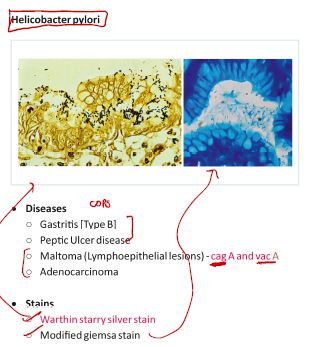 Helicobacter pylori
Diseases
Gastritis [Type B]
Peptic Ulcer disease
Maltoma (Lymphoepithelial lesions) - cag A and vac A
Adenocarcinoma
Stains
Warthin starry silver stain
Modified giemsa stain